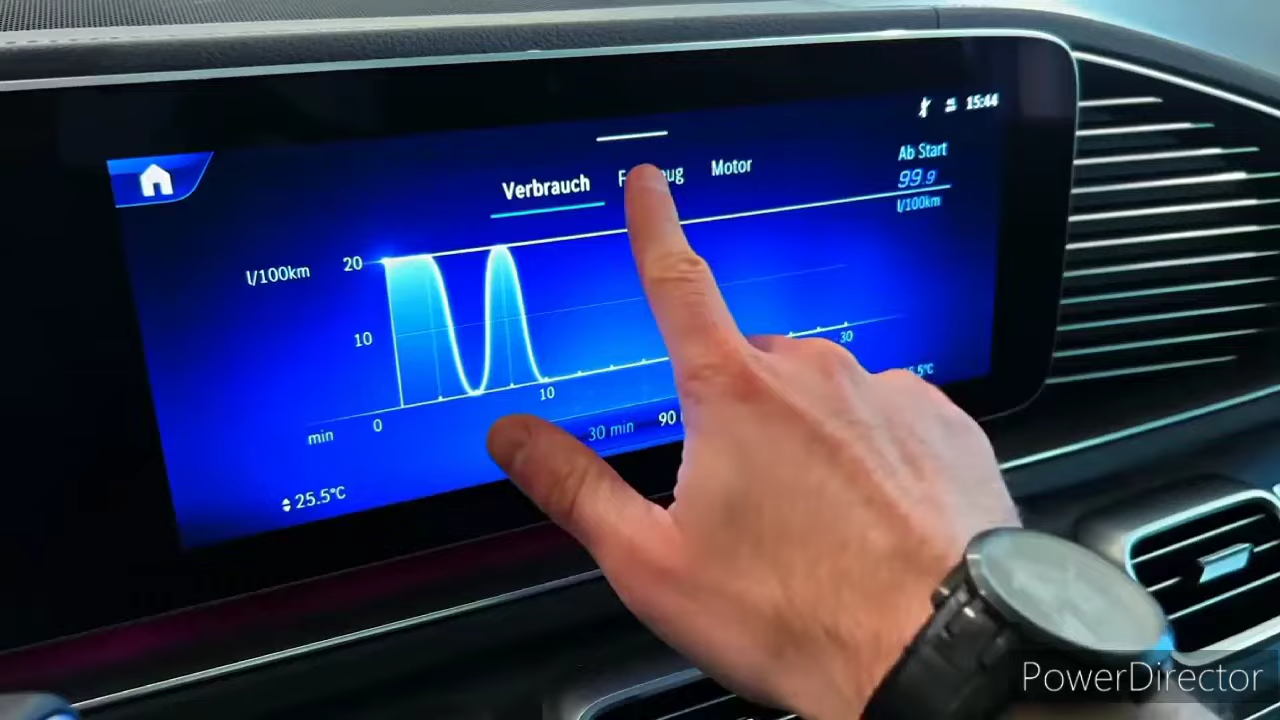 15:44
Verbrauch
Motor
Ab Start
99.9
l/100km
l/100km
20
10
min
0
10
30
30 min
90
25.5°C
5°C
PowerDirector